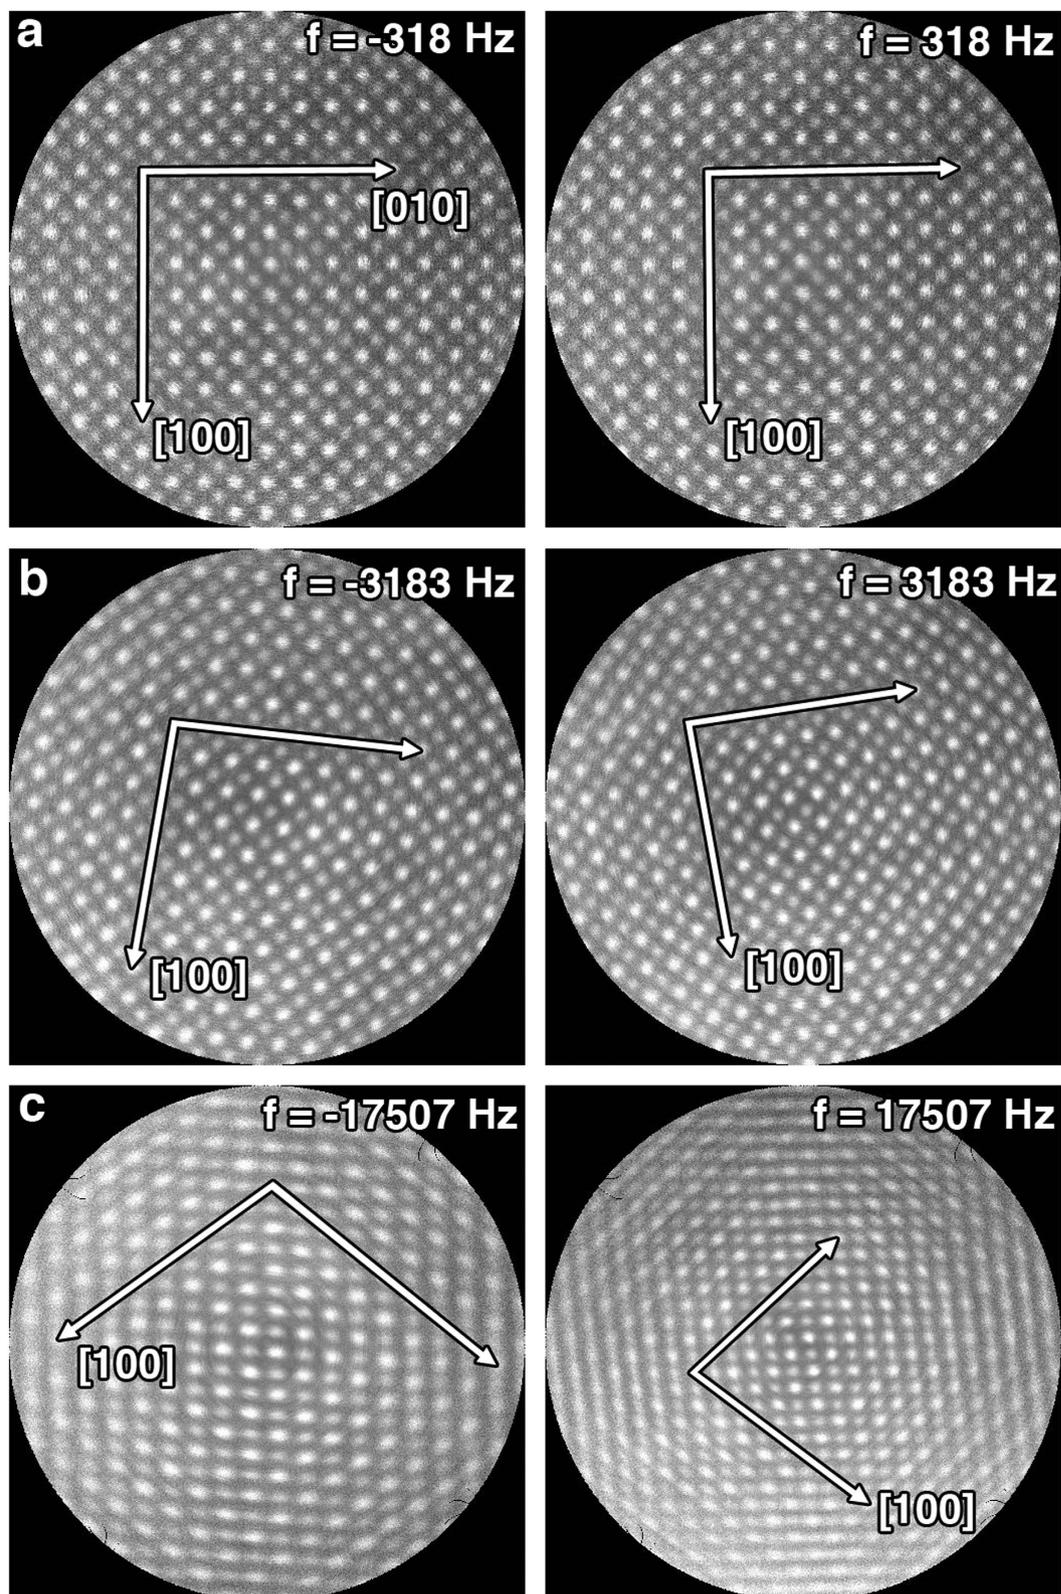 a
f = -318 Hz
f = 318 Hz
[010]
[100]
[100]
b
f = -3183 Hz
f = 3183 Hz
[100]
[100]
c
f = -17507 Hz
f = 17507 Hz
[100]
[100]